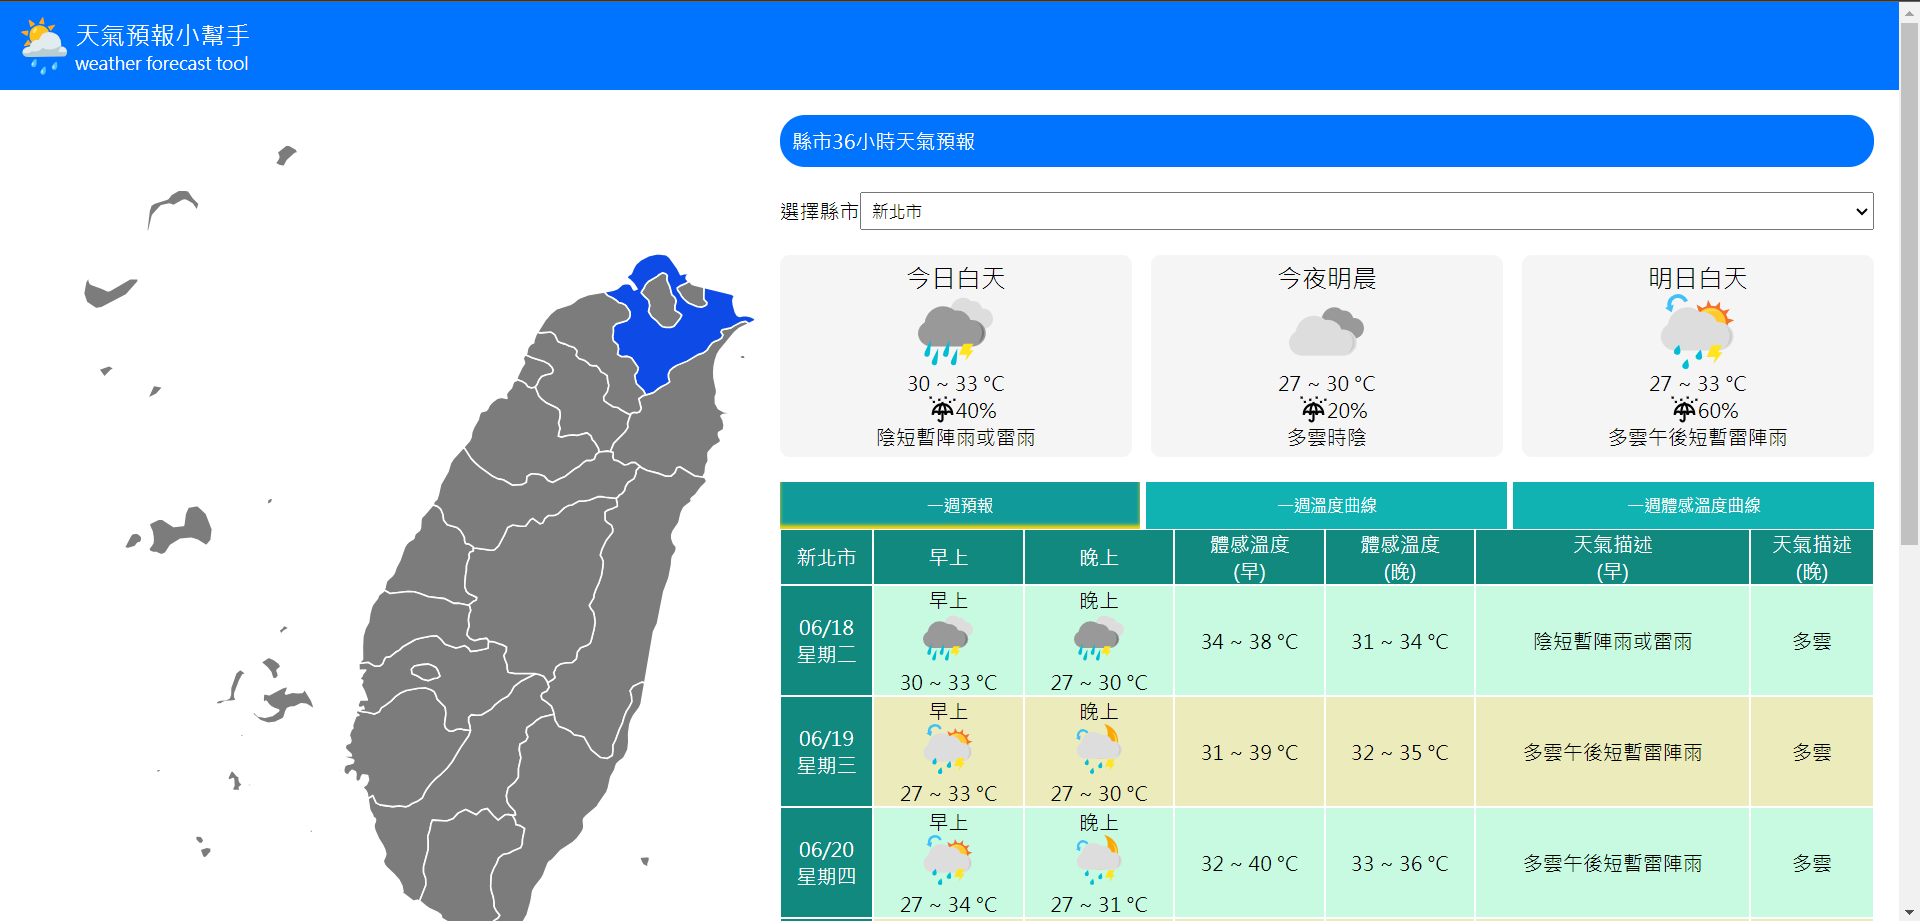 天氣預報小幫手
weather forecast tool
縣市36小時天氣預報
選擇縣市 新北市
今日白天
30 ~ 33 °C
40%
陰短暫陣雨或雷雨
今夜明晨
27 ~ 30 °C
20%
多雲時陰
明日白天
27 ~ 33 °C
60%
多雲午後短暫雷陣雨
一週預報 一週溫度曲線 一週體感溫度曲線
新北市 早上 晚上 體感溫度 (早) 體感溫度 (晚) 天氣描述 (早) 天氣描述 (晚)
06/18 星期二
早上
30 ~ 33 °C
晚上
27 ~ 30 °C
34 ~ 38 °C
31 ~ 34 °C
陰短暫陣雨或雷雨
多雲
06/19 星期三
早上
27 ~ 33 °C
晚上
27 ~ 30 °C
31 ~ 39 °C
32 ~ 35 °C
多雲午後短暫雷陣雨
多雲
06/20 星期四
早上
27 ~ 34 °C
晚上
27 ~ 31 °C
32 ~ 40 °C
33 ~ 36 °C
多雲午後短暫雷陣雨
多雲